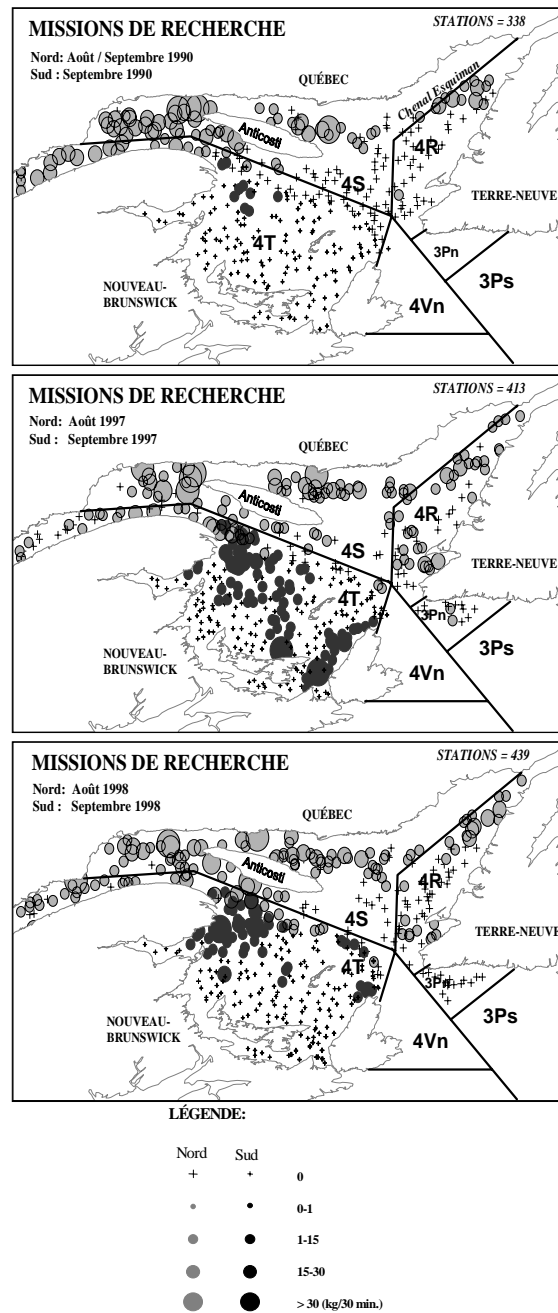 MISSIONS DE RECHERCHE
STATIONS = 338
Nord: Août / Septembre 1990
Sud : Septembre 1990
QUÉBEC
Chenal Esquiman
Anticosti
4R
4S
TERRE-NEUVE
4T
3Pn
3Ps
NOUVEAU-
BRUNSWICK
4Vn
MISSIONS DE RECHERCHE
STATIONS = 413
Nord: Août 1997
Sud : Septembre 1997
QUÉBEC
Anticosti
4R
4S
TERRE-NEUVE
4T
3Pn
3Ps
NOUVEAU-
BRUNSWICK
4Vn
MISSIONS DE RECHERCHE
STATIONS = 439
Nord: Août 1998
Sud : Septembre 1998
QUÉBEC
Anticosti
4R
4S
TERRE-NEUVE
4T
3Pn
3Ps
NOUVEAU-
BRUNSWICK
4Vn
LÉGENDE:
Nord Sud
0
0-1
1-15
15-30
> 30 (kg/30 min.)